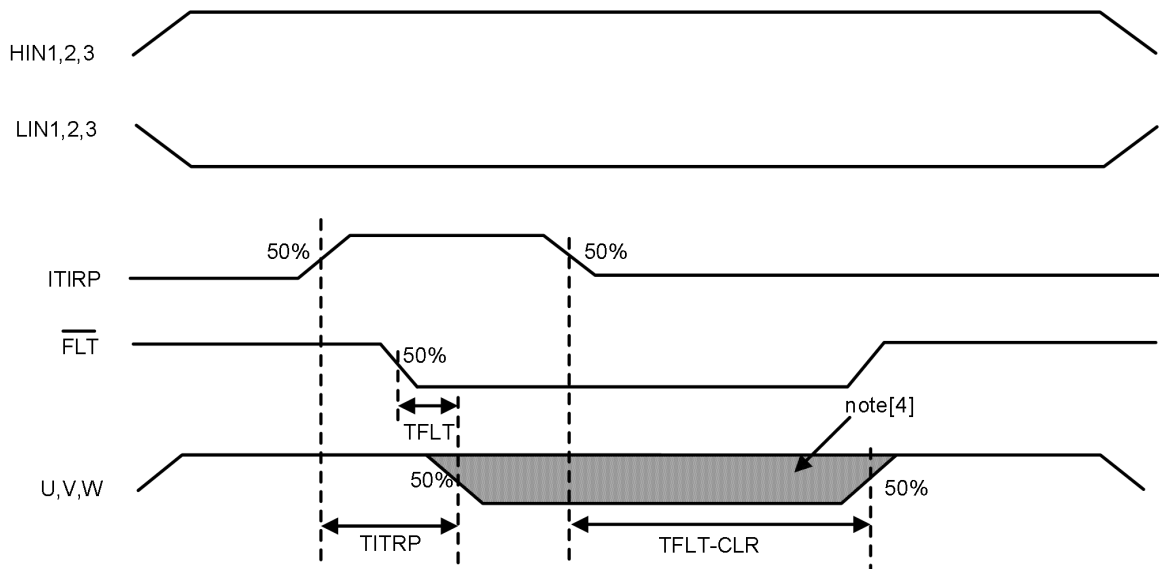 HIN1,2,3
LIN1,2,3
50%
50%
ITIRP
FLT
50%
note[4]
TFLT
50%
50%
U,V,W
TITRP
TFLT-CLR